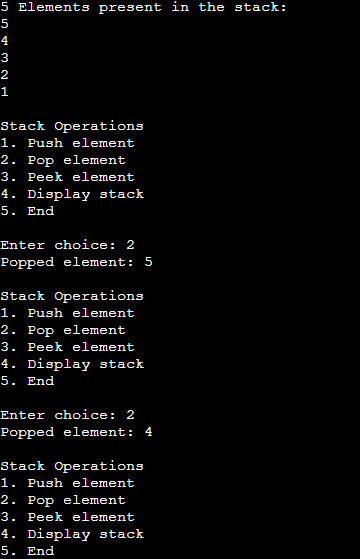 5 Elements present in the stack:
5
4
3
2
1
Stack Operations
1. Push element
2. Pop element
3. Peek element
4. Display stack
5. End
Enter choice: 2
Popped element: 5
Stack Operations
1. Push element
2. Pop element
3. Peek element
4. Display stack
5. End
Enter choice: 2
Popped element: 4
Stack Operations
1. Push element
2. Pop element
3. Peek element
4. Display stack
5. End